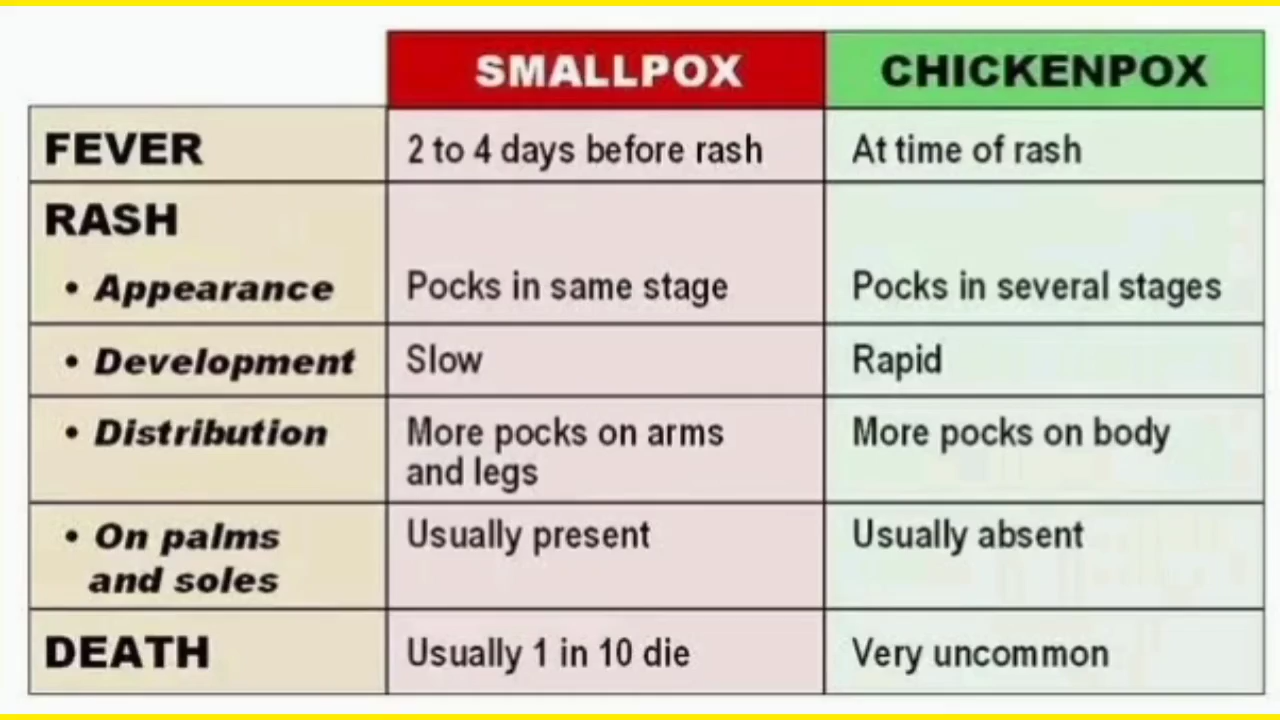 SMALLPOX CHICKENPOX
FEVER 2 to 4 days before rash At time of rash
RASH
• Appearance Pocks in same stage Pocks in several stages
• Development Slow Rapid
• Distribution More pocks on arms More pocks on body
and legs
• On palms Usually present Usually absent
and soles
DEATH Usually 1 in 10 die Very uncommon